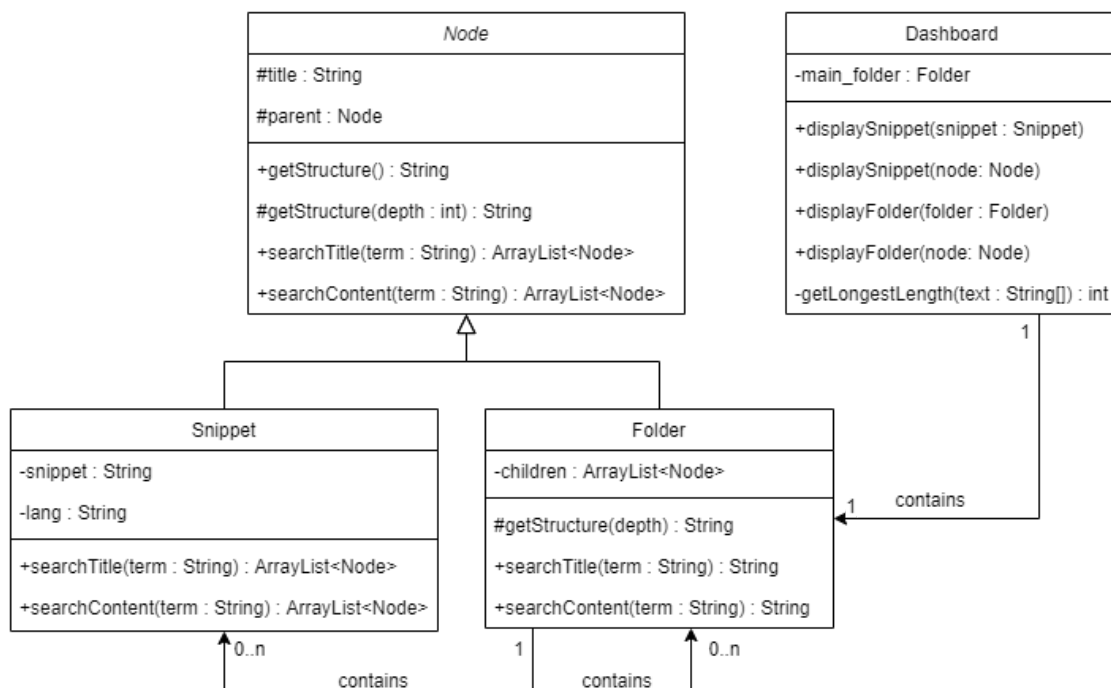 Node
#title : String
#parent : Node
+getStructure() : String
#getStructure(depth : int) : String
+searchTitle(term : String) : ArrayList<Node>
+searchContent(term : String) : ArrayList<Node>
Dashboard
-main_folder : Folder
+displaySnippet(snippet : Snippet)
+displaySnippet(node: Node)
+displayFolder(folder : Folder)
+displayFolder(node: Node)
-getLongestLength(text : String[]) : int
1
contains
1
Snippet
-snippet : String
-lang : String
+searchTitle(term : String) : ArrayList<Node>
+searchContent(term : String) : ArrayList<Node>
Folder
-children : ArrayList<Node>
#getStructure(depth) : String
+searchTitle(term : String) : String
+searchContent(term : String) : String
0..n
1
0..n
contains
contains